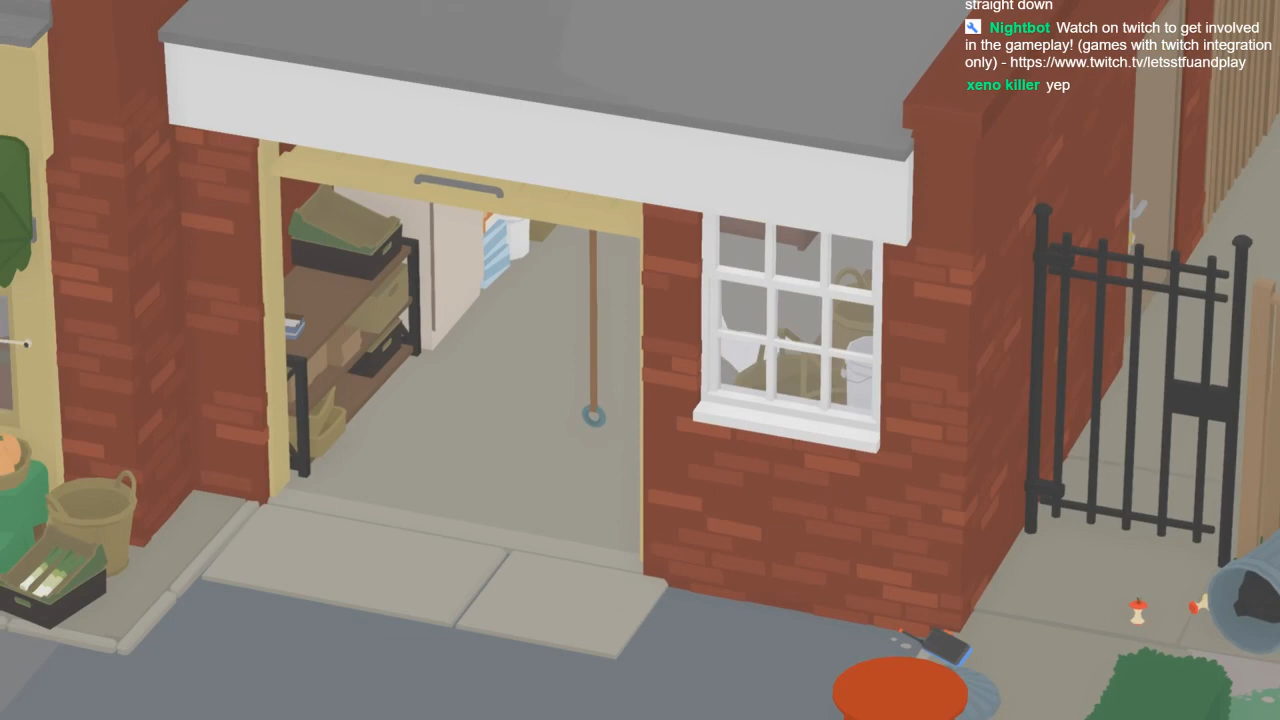 straight down
Nightbot Watch on twitch to get involved
in the gameplay! (games with twitch integration
only) - https://www.twitch.tv/letsstfuandplay
xeno killer yep